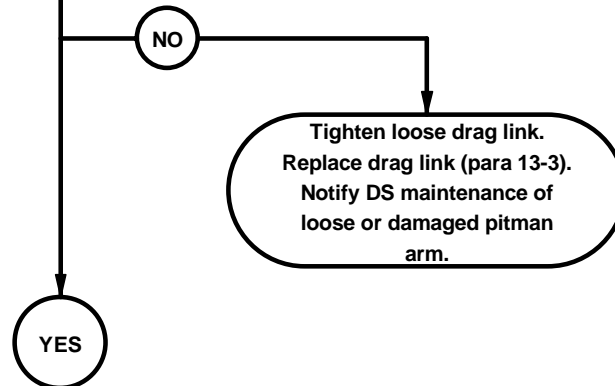 NO
Tighten loose drag link.
Replace drag link (para 13-3).
Notify DS maintenance of
loose or damaged pitman
arm.
YES